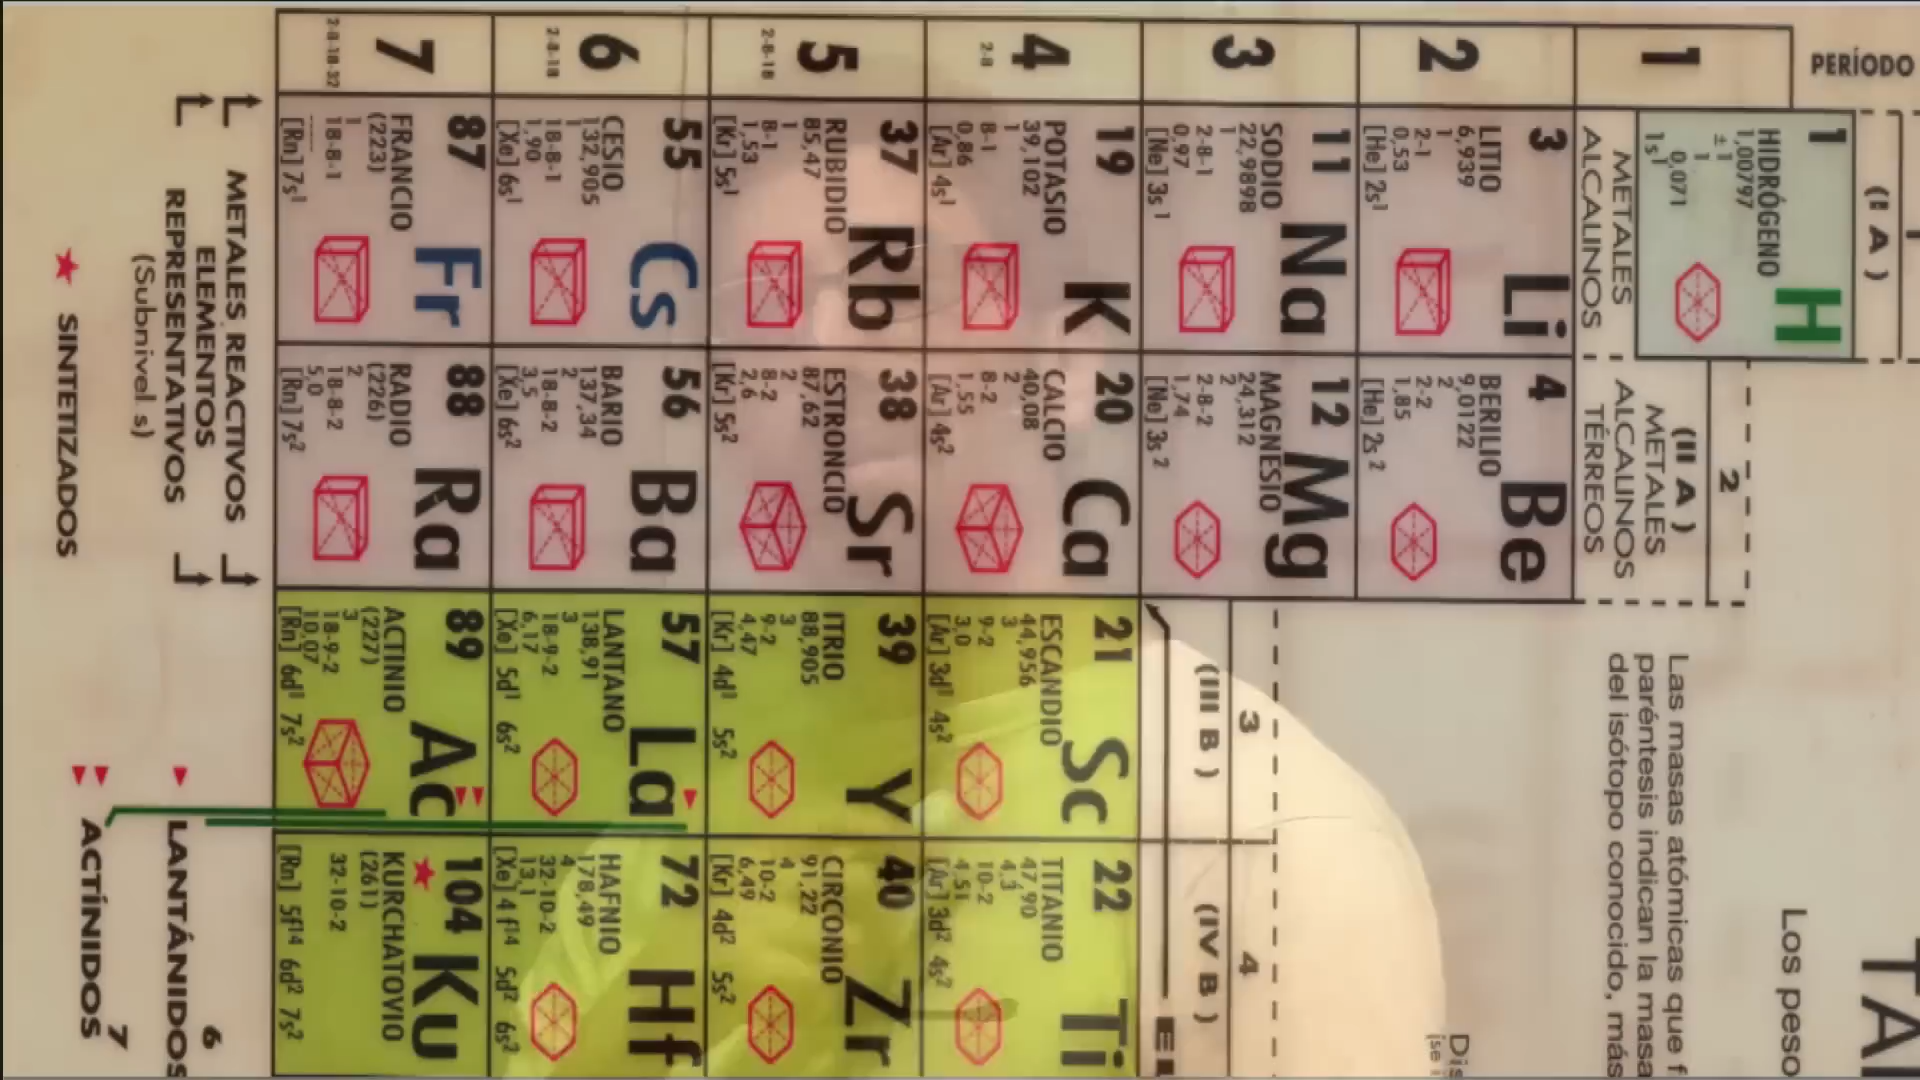 TA
Los peso
Las masas atómicas que f
paréntesis indican la masa
del isótopo conocido, más
PERÍODO
1
(I A)
1
HIDRÓGENO
1,00797
1
±1
0,071
1s¹
H
2
(II A)
METALES
ALCALINOS
METALES
ALCALINOS
TÉRREOS
2
3
LITIO
6,939
1
2-1
0,53
[He] 2s¹
Li
4
BERILIO
9,0122
2
2-2
1,85
[He] 2s²
Be
3
11
SODIO
22,9898
1
2-8-1
0,97
[Ne] 3s¹
Na
12
MAGNESIO
24,312
2
2-8-2
1,74
[Ne] 3s²
Mg
3
(III B)
4
(IV B)
4
2-8
19
POTASIO
39,102
1
8-1
0,86
[Ar] 4s¹
K
20
CALCIO
40,08
2
8-2
1,55
[Ar] 4s²
Ca
21
ESCANDIO
44,956
3
9-2
3,0
[Ar] 3d¹ 4s²
Sc
22
TITANIO
47,90
4,3
10-2
4,51
[Ar] 3d² 4s²
Ti
5
2-8-18
37
RUBIDIO
85,47
1
8-1
1,53
[Kr] 5s¹
Rb
38
ESTRONCIO
87,62
2
8-2
2,6
[Kr] 5s²
Sr
39
ITRIO
88,905
3
9-2
4,47
[Kr] 4d¹ 5s²
Y
40
CIRCONIO
91,22
4
10-2
6,49
[Kr] 4d² 5s²
Zr
6
2-8-18
55
CESIO
132,905
1
18-8-1
1,90
[Xe] 6s¹
Cs
56
BARIO
137,34
2
18-8-2
3,5
[Xe] 6s²
Ba
57
LANTANO
138,91
3
18-9-2
6,17
[Xe] 5d¹ 6s²
La
72
HAFNIO
178,49
4
32-10-2
13,1
[Xe] 4f¹⁴ 5d² 6s²
Hf
7
2-8-18-32
87
FRANCIO
(223)
1
18-8-1
[Rn] 7s¹
Fr
88
RADIO
(226)
2
18-8-2
5,0
[Rn] 7s²
Ra
89
ACTINIO
(227)
3
18-9-2
10,07
[Rn] 6d¹ 7s²
Ac
104
KURCHATOVIO
(261)
32-10-2
[Rn] 5f¹⁴ 6d² 7s²
Ku
METALES REACTIVOS
ELEMENTOS
REPRESENTATIVOS
(Subnivel s)
SINTETIZADOS
6
LANTÁNIDOS
7
ACTÍNIDOS